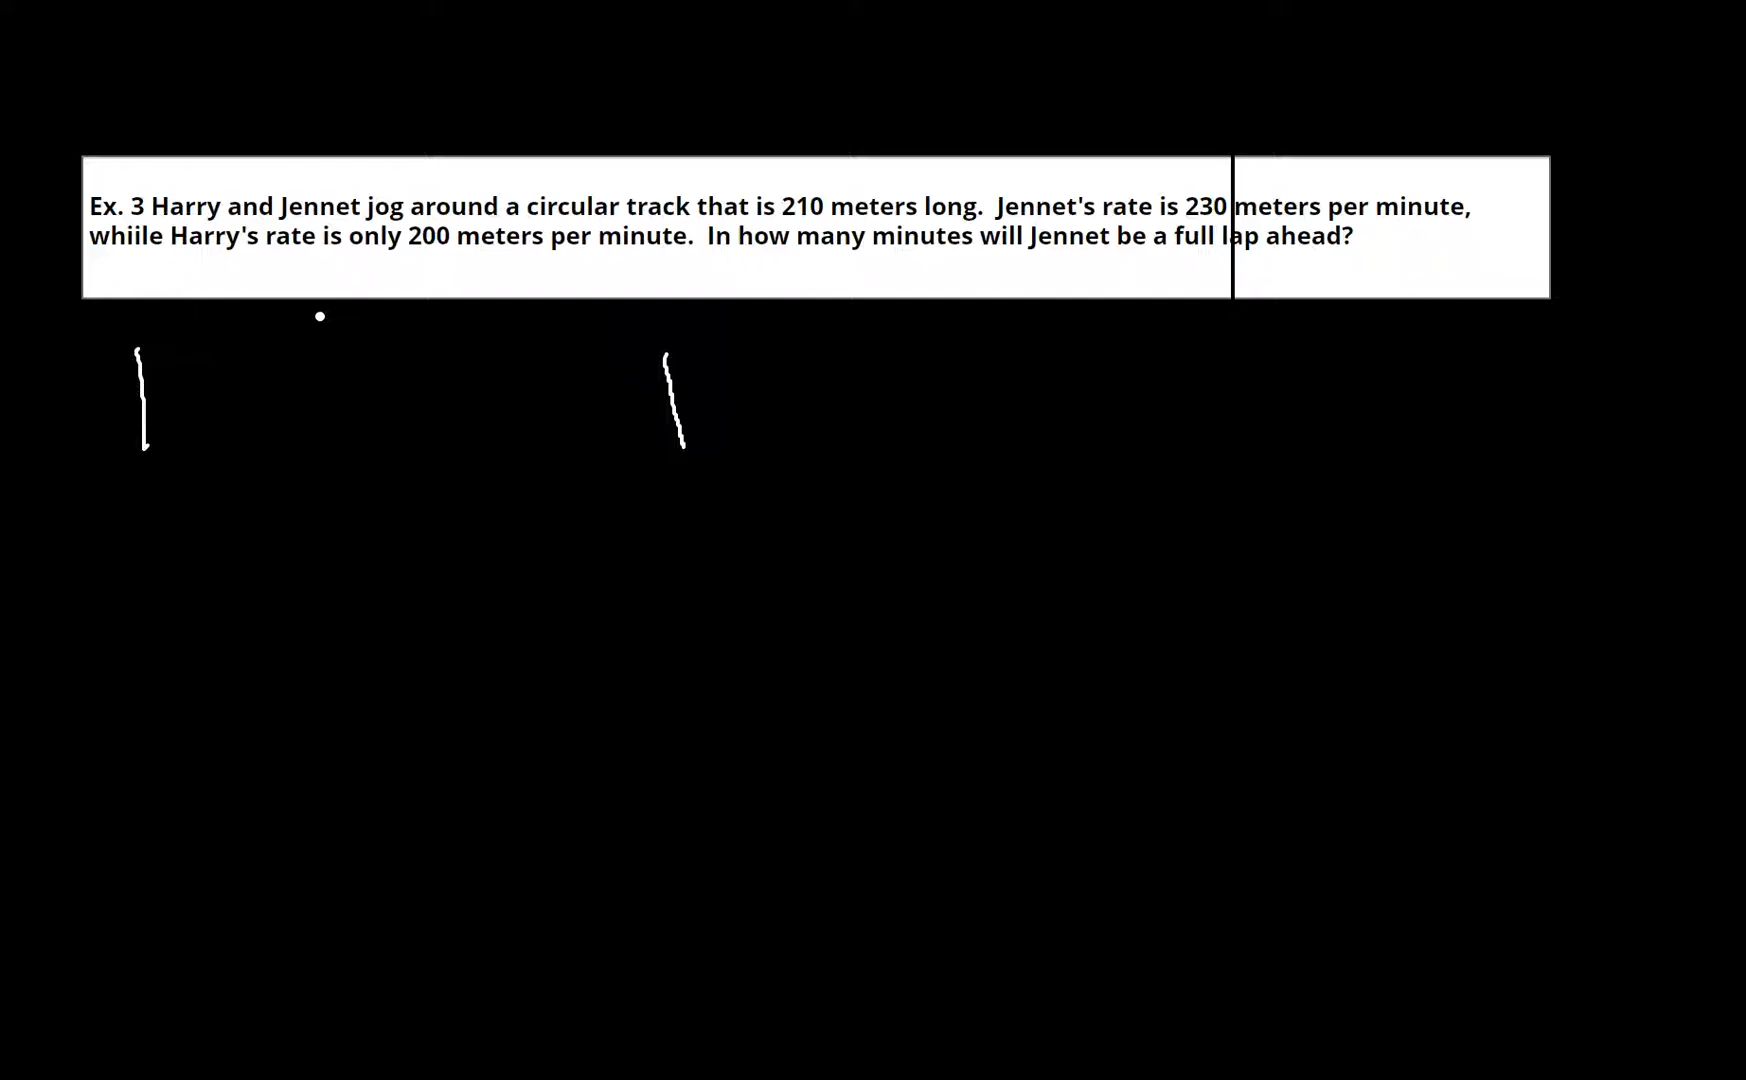 Ex. 3 Harry and Jennet jog around a circular track that is 210 meters long.  Jennet's rate is 230 meters per minute,
whiile Harry's rate is only 200 meters per minute.  In how many minutes will Jennet be a full lap ahead?